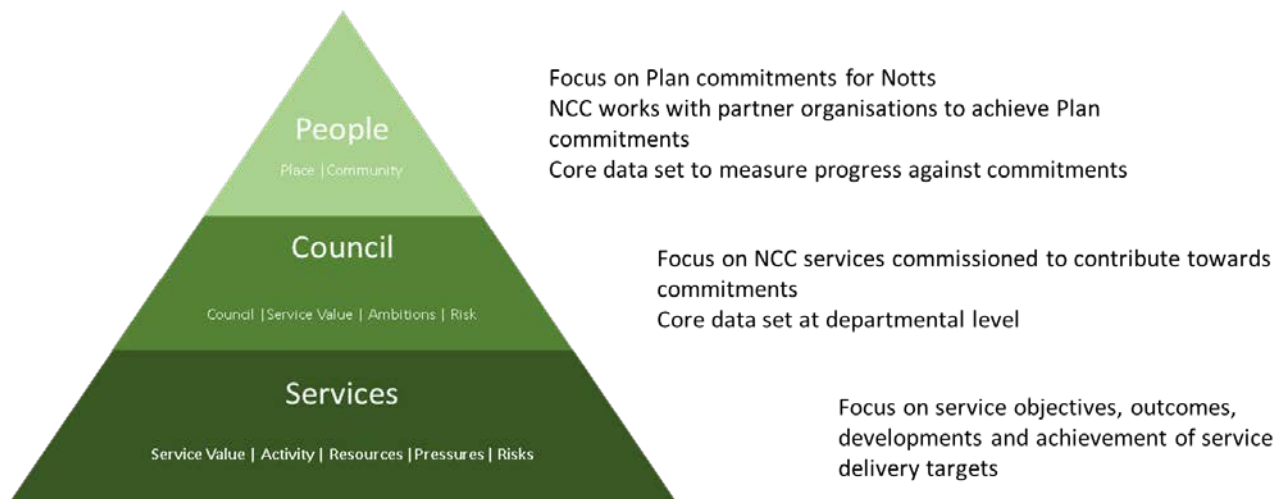 People
Place |Community
Focus on Plan commitments for Notts
NCC works with partner organisations to achieve Plan
commitments
Core data set to measure progress against commitments
Council
Council |Service Value | Ambitions | Risk
Focus on NCC services commissioned to contribute towards
commitments
Core data set at departmental level
Services
Service Value | Activity | Resources |Pressures | Risks
Focus on service objectives, outcomes,
developments and achievement of service
delivery targets